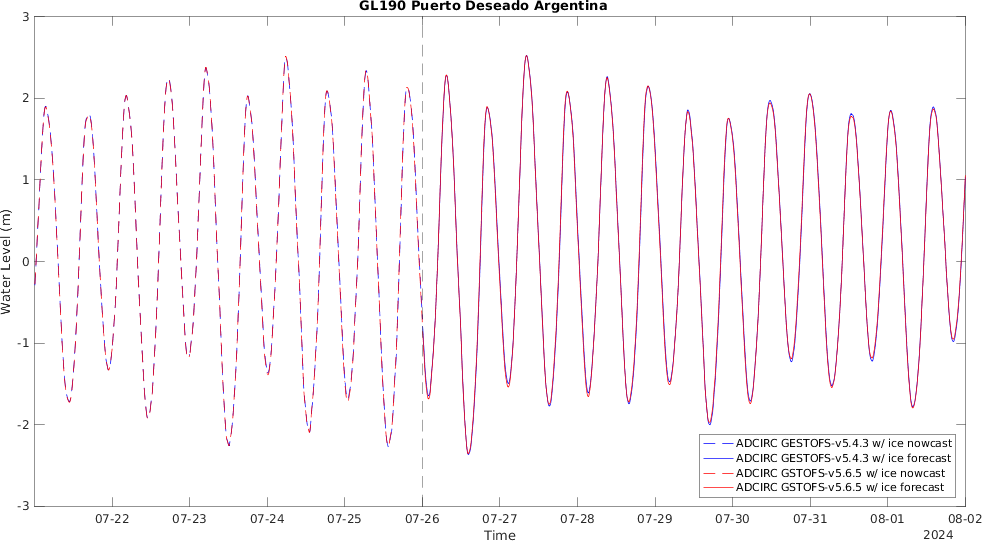 GL190 Puerto Deseado Argentina
3
2
1
0
-1
-2
-3
Water Level (m)
ADCIRC GESTOFS-v5.4.3 w/ ice nowcast
ADCIRC GESTOFS-v5.4.3 w/ ice forecast
ADCIRC GSTOFS-v5.6.5 w/ ice nowcast
ADCIRC GSTOFS-v5.6.5 w/ ice forecast
07-22 07-23 07-24 07-25 07-26 07-27 07-28 07-29 07-30 07-31 08-01 08-02
Time 2024